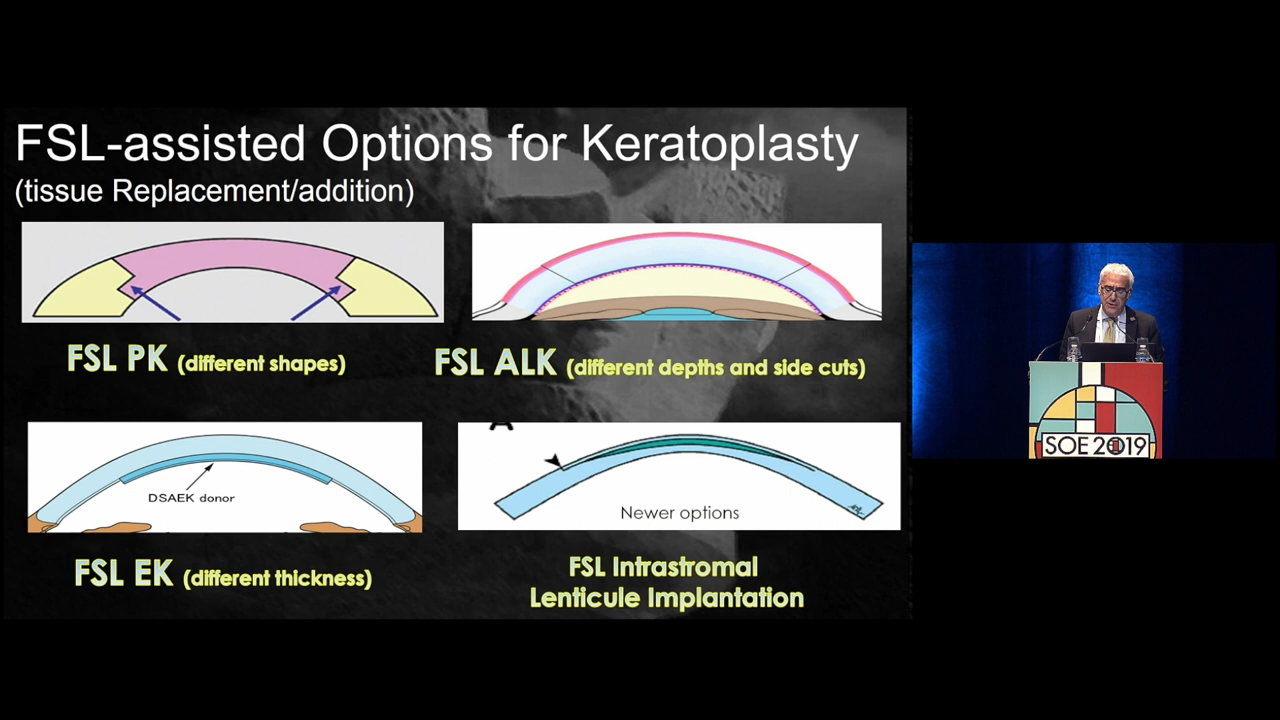 FSL-assisted Options for Keratoplasty
(tissue Replacement/addition)
FSL PK (different shapes)
FSL ALK (different depths and side cuts)
DSAEK donor
A
Newer options
FSL EK (different thickness)
FSL Intrastromal
Lenticule Implantation
SOE 2019